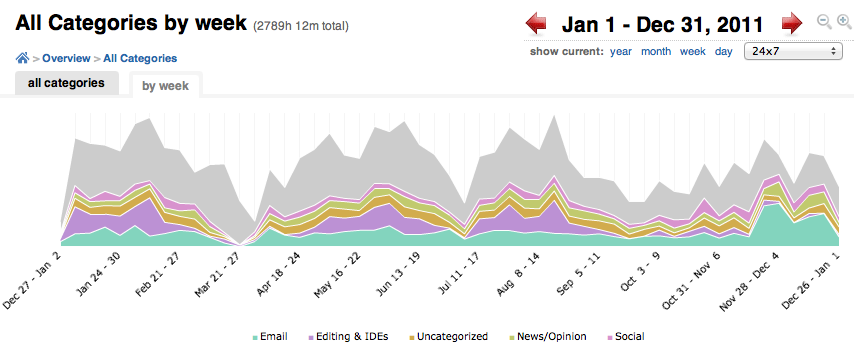 All Categories by week (2789h 12m total)
Jan 1 - Dec 31, 2011
show current: year month week day 24x7
> Overview > All Categories
all categories
by week
Dec 27 - Jan 2
Jan 24 - 30
Feb 21 - 27
Mar 21 - 27
Apr 18 - 24
May 16 - 22
Jun 13 - 19
Jul 11 - 17
Aug 8 - 14
Sep 5 - 11
Oct 3 - 9
Oct 31 - Nov 6
Nov 28 - Dec 4
Dec 26 - Jan 1
Email Editing & IDEs Uncategorized News/Opinion Social